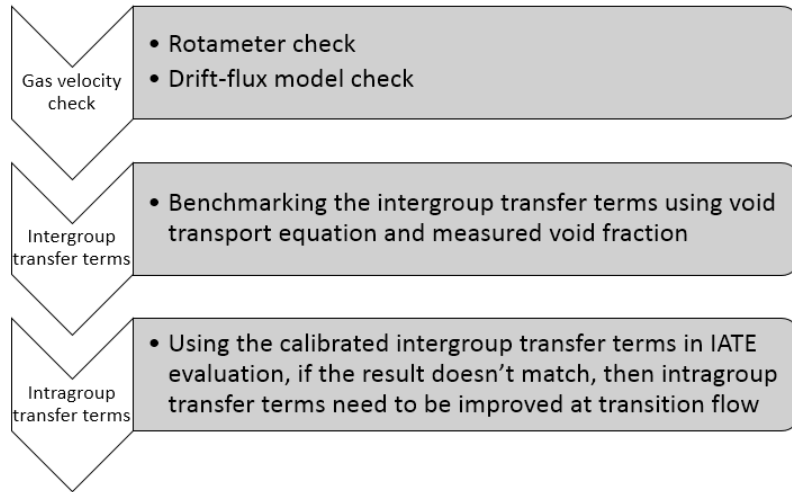 Gas velocity
check
• Rotameter check
• Drift-flux model check
Intergroup
transfer terms
• Benchmarking the intergroup transfer terms using void
transport equation and measured void fraction
Intragroup
transfer terms
• Using the calibrated intergroup transfer terms in IATE
evaluation, if the result doesn’t match, then intragroup
transfer terms need to be improved at transition flow